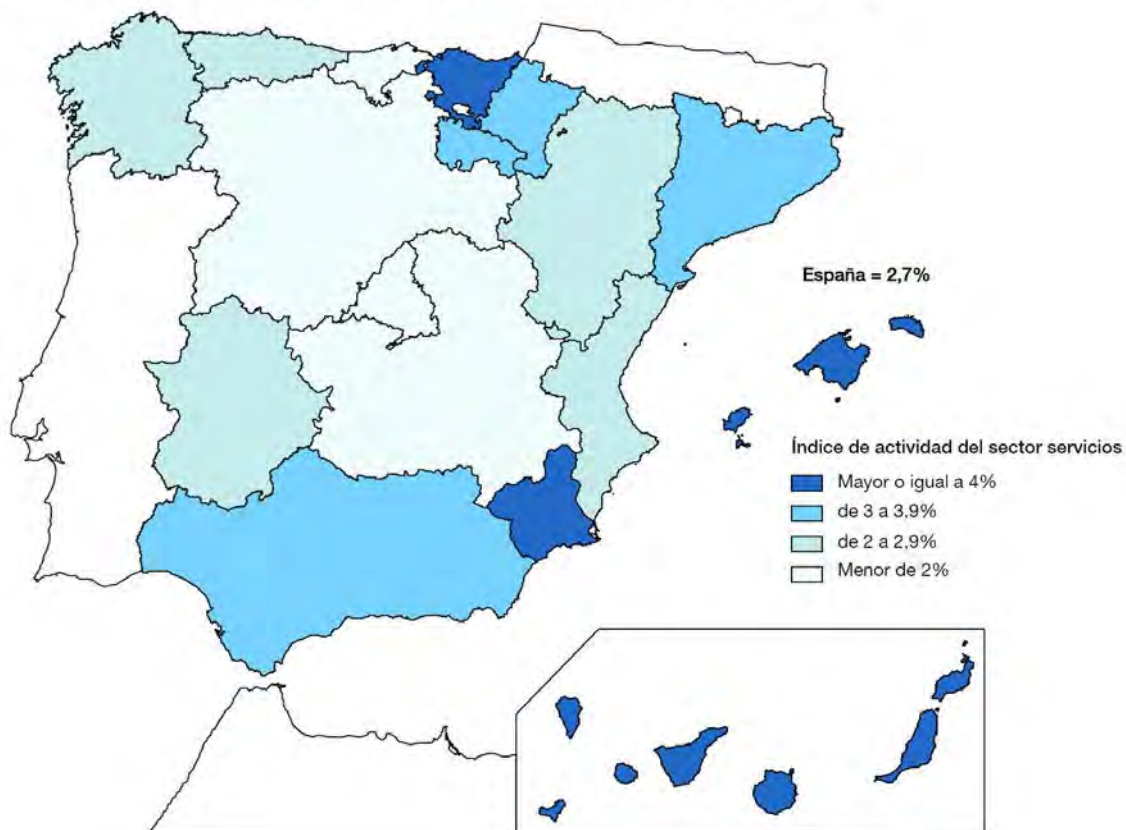 España = 2,7%
Índice de actividad del sector servicios
Mayor o igual a 4%
de 3 a 3,9%
de 2 a 2,9%
Menor de 2%